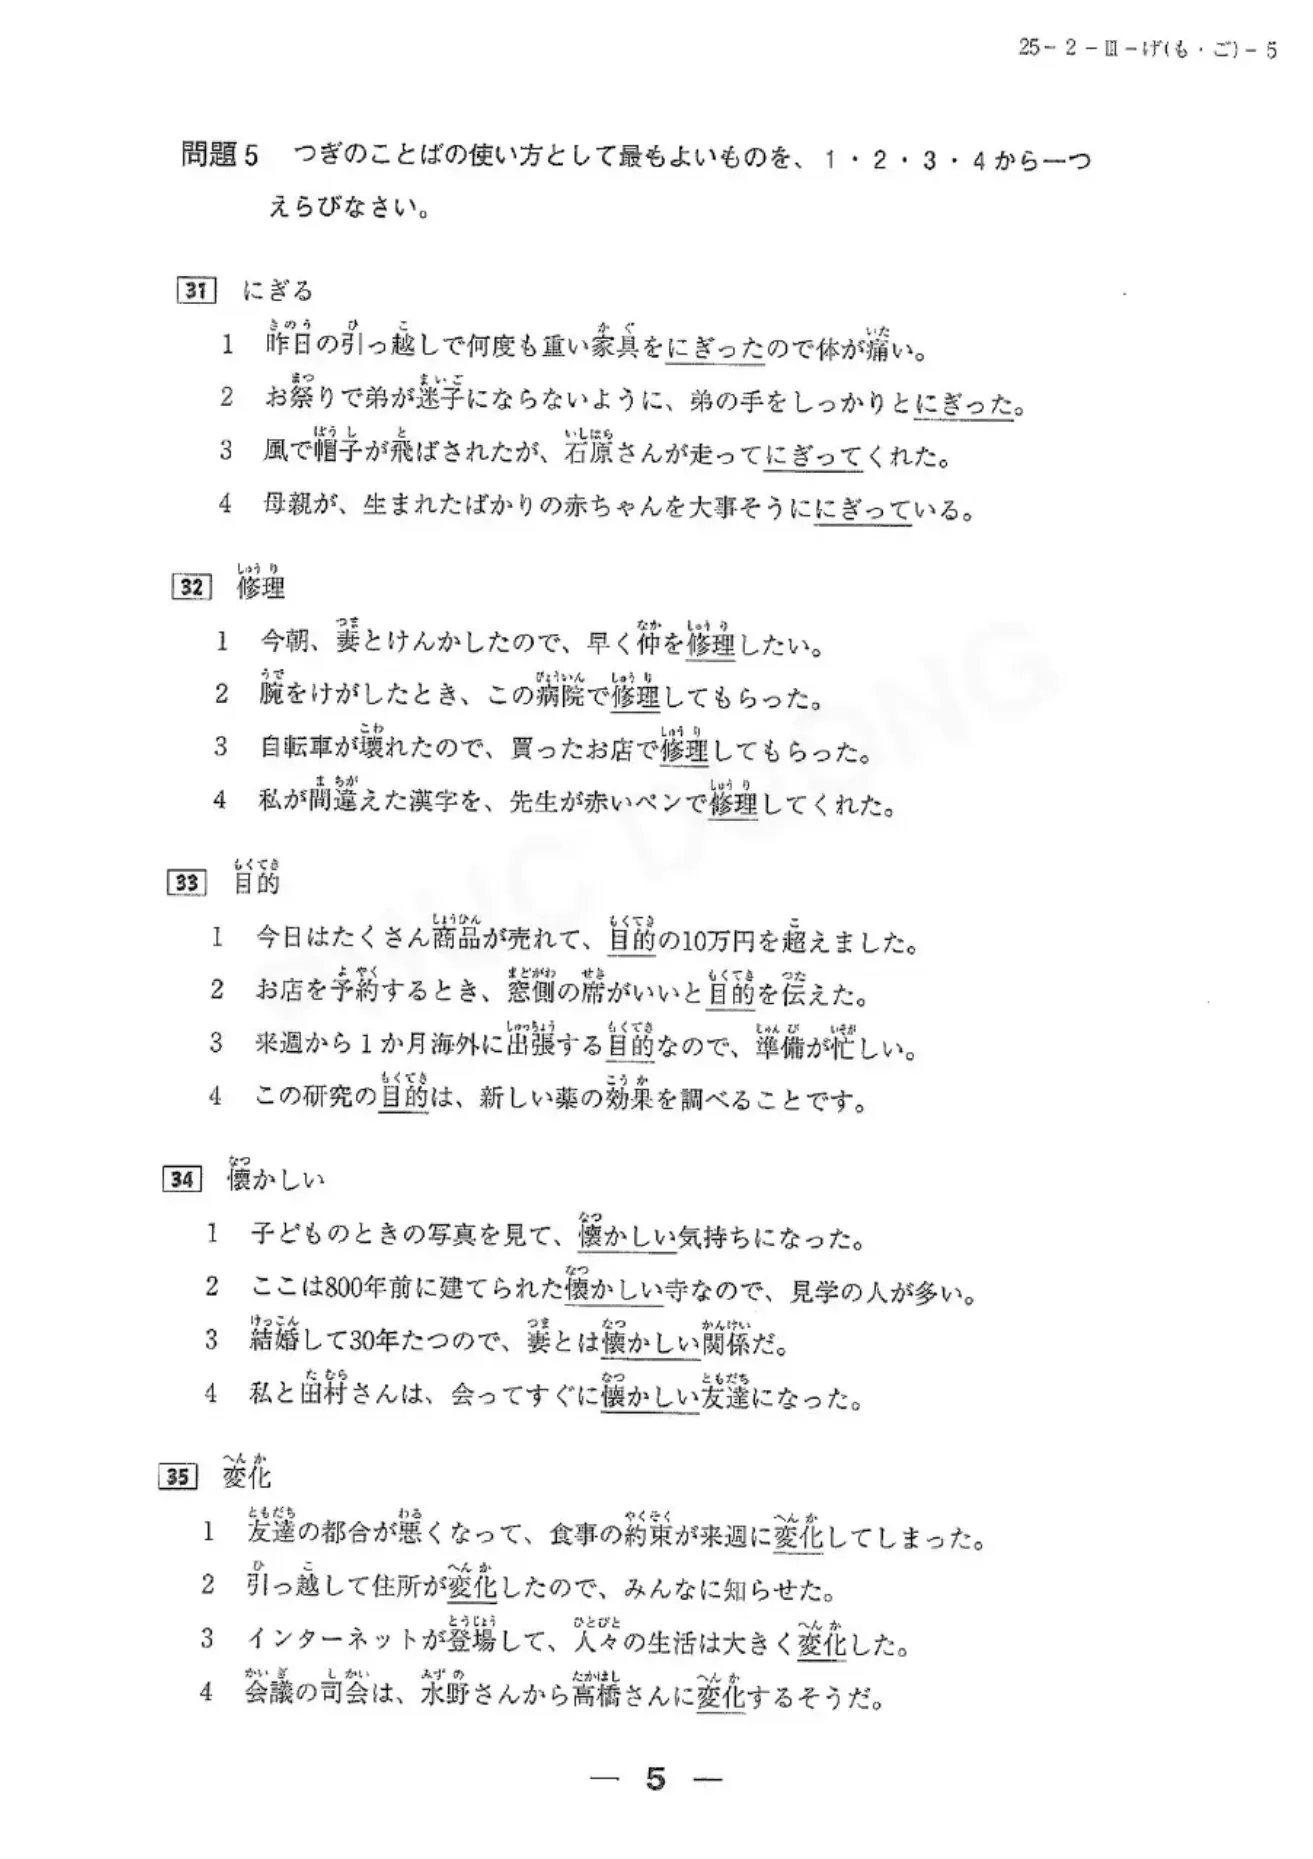 25－2－Ⅲ－げ(も・ご)－5
問題5　つぎのことばの使い方として最もよいものを、1・2・3・4から一つ
えらびなさい。
31　にぎる
1　昨日の引っ越しで何度も重い家具をにぎったので体が痛い。
2　お祭りで弟が迷子にならないように、弟の手をしっかりとにぎった。
3　風で帽子が飛ばされたが、石原さんが走ってにぎってくれた。
4　母親が、生まれたばかりの赤ちゃんを大事そうににぎっている。
32　修理
1　今朝、妻とけんかしたので、早く仲を修理したい。
2　腕をけがしたとき、この病院で修理してもらった。
3　自転車が壊れたので、買ったお店で修理してもらった。
4　私が間違えた漢字を、先生が赤いペンで修理してくれた。
33　目的
1　今日はたくさん商品が売れて、目的の10万円を超えました。
2　お店を予約するとき、窓側の席がいいと目的を伝えた。
3　来週から1か月海外に出張する目的なので、準備が忙しい。
4　この研究の目的は、新しい薬の効果を調べることです。
34　懐かしい
1　子どものときの写真を見て、懐かしい気持ちになった。
2　ここは800年前に建てられた懐かしい寺なので、見学の人が多い。
3　結婚して30年たつので、妻とは懐かしい関係だ。
4　私と田村さんは、会ってすぐに懐かしい友達になった。
35　変化
1　友達の都合が悪くなって、食事の約束が来週に変化してしまった。
2　引っ越して住所が変化したので、みんなに知らせた。
3　インターネットが登場して、人々の生活は大きく変化した。
4　会議の司会は、水野さんから高橋さんに変化するそうだ。
— 5 —